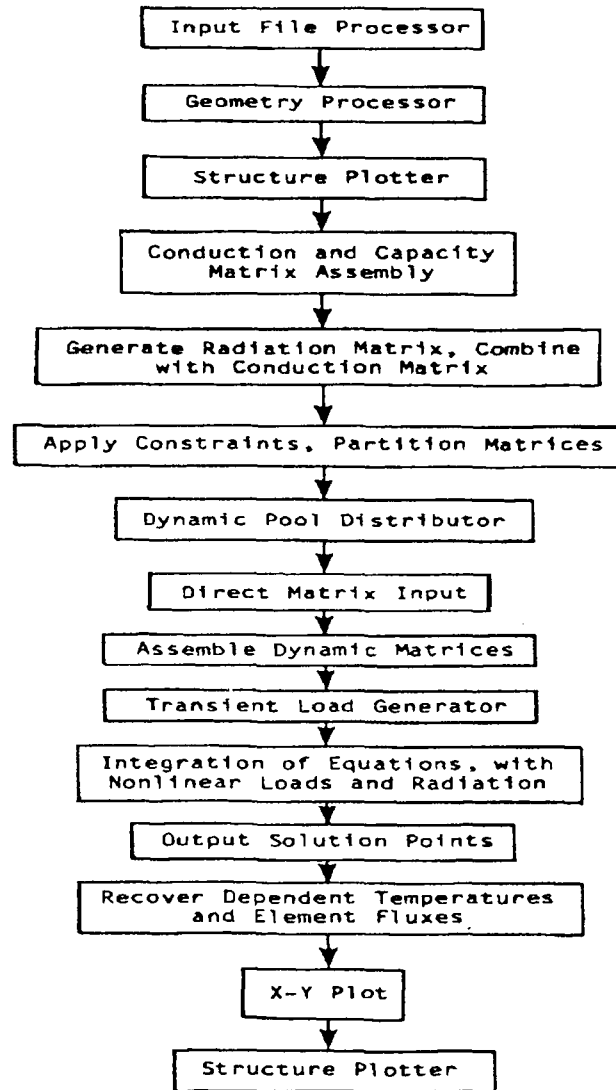 Input File Processor
Geometry Processor
Structure Plotter
Conduction and Capacity
Matrix Assembly
Generate Radiation Matrix, Combine
with Conduction Matrix
Apply Constraints, Partition Matrices
Dynamic Pool Distributor
Direct Matrix Input
Assemble Dynamic Matrices
Transient Load Generator
Integration of Equations, with
Nonlinear Loads and Radiation
Output Solution Points
Recover Dependent Temperatures
and Element Fluxes
X-Y Plot
Structure Plotter